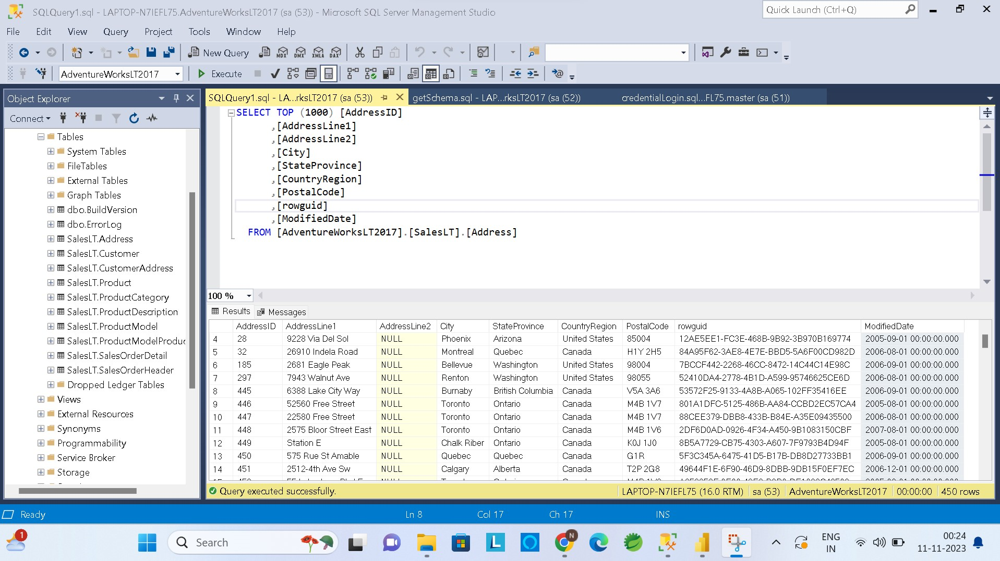 SQLQuery1.sql - LAPTOP-N7IEFL75.AdventureWorksLT2017 (sa (53)) - Microsoft SQL Server Management Studio
Quick Launch (Ctrl+Q)
File Edit View Query Project Tools Window Help
New Query MDX DMX XMLA DAX
AdventureWorksLT2017 Execute
Object Explorer
Connect
Tables
System Tables
FileTables
External Tables
Graph Tables
dbo.BuildVersion
dbo.ErrorLog
SalesLT.Address
SalesLT.Customer
SalesLT.CustomerAddress
SalesLT.Product
SalesLT.ProductCategory
SalesLT.ProductDescription
SalesLT.ProductModel
SalesLT.ProductModelProduc
SalesLT.SalesOrderDetail
SalesLT.SalesOrderHeader
Dropped Ledger Tables
Views
External Resources
Synonyms
Programmability
Service Broker
Storage
SQLQuery1.sql - LA...rksLT2017 (sa (53)) getSchema.sql - LAP...rksLT2017 (sa (52)) credentialLogin.sql...FL75.master (sa (51))
SELECT TOP (1000) [AddressID]
,[AddressLine1]
,[AddressLine2]
,[City]
,[StateProvince]
,[CountryRegion]
,[PostalCode]
,[rowguid]
,[ModifiedDate]
FROM [AdventureWorksLT2017].[SalesLT].[Address]
100 %
Results Messages
AddressID AddressLine1 AddressLine2 City StateProvince CountryRegion PostalCode rowguid ModifiedDate
4 28 9228 Via Del Sol NULL Phoenix Arizona United States 85004 12AE5EE1-FC3E-468B-9B92-3B970B169774 2005-09-01 00:00:00.000
5 32 26910 Indela Road NULL Montreal Quebec Canada H1Y 2H5 84A95F62-3AE8-4E7E-BBD5-5A6F00CD982D 2006-08-01 00:00:00.000
6 185 2681 Eagle Peak NULL Bellevue Washington United States 98004 7BCCF442-2268-46CC-8472-14C44C14E98C 2006-09-01 00:00:00.000
7 297 7943 Walnut Ave NULL Renton Washington United States 98055 52410DA4-2778-4B1D-A599-95746625CE6D 2006-08-01 00:00:00.000
8 445 6388 Lake City Way NULL Burnaby British Columbia Canada V5A 3A6 53572F25-9133-4A8B-A065-102FF35416EE 2006-09-01 00:00:00.000
9 446 52560 Free Street NULL Toronto Ontario Canada M4B 1V7 801A1DFC-5125-486B-AA84-CCBD2EC57CA4 2005-08-01 00:00:00.000
10 447 22580 Free Street NULL Toronto Ontario Canada M4B 1V7 88CEE379-DBB8-433B-B84E-A35E09435500 2006-08-01 00:00:00.000
11 448 2575 Bloor Street East NULL Toronto Ontario Canada M4B 1V6 2DF6D0AD-0926-4F34-A450-9B1083150CBF 2007-08-01 00:00:00.000
12 449 Station E NULL Chalk Riber Ontario Canada K0J 1J0 8B5A7729-CB75-4303-A607-7F9793B4D94F 2005-08-01 00:00:00.000
13 450 575 Rue St Amable NULL Quebec Quebec Canada G1R 5F3C345A-6475-41D5-B17B-DB8D27733BB1 2006-09-01 00:00:00.000
14 451 2512-4th Ave Sw NULL Calgary Alberta Canada T2P 2G8 49644F1E-6F90-46D9-8DBB-9DB15F0EF7EC 2006-12-01 00:00:00.000
Query executed successfully. LAPTOP-N7IEFL75 (16.0 RTM) sa (53) AdventureWorksLT2017 00:00:00 450 rows
Ready Ln 8 Col 17 Ch 17 INS
1 Search L N ENG IN 00:24 11-11-2023